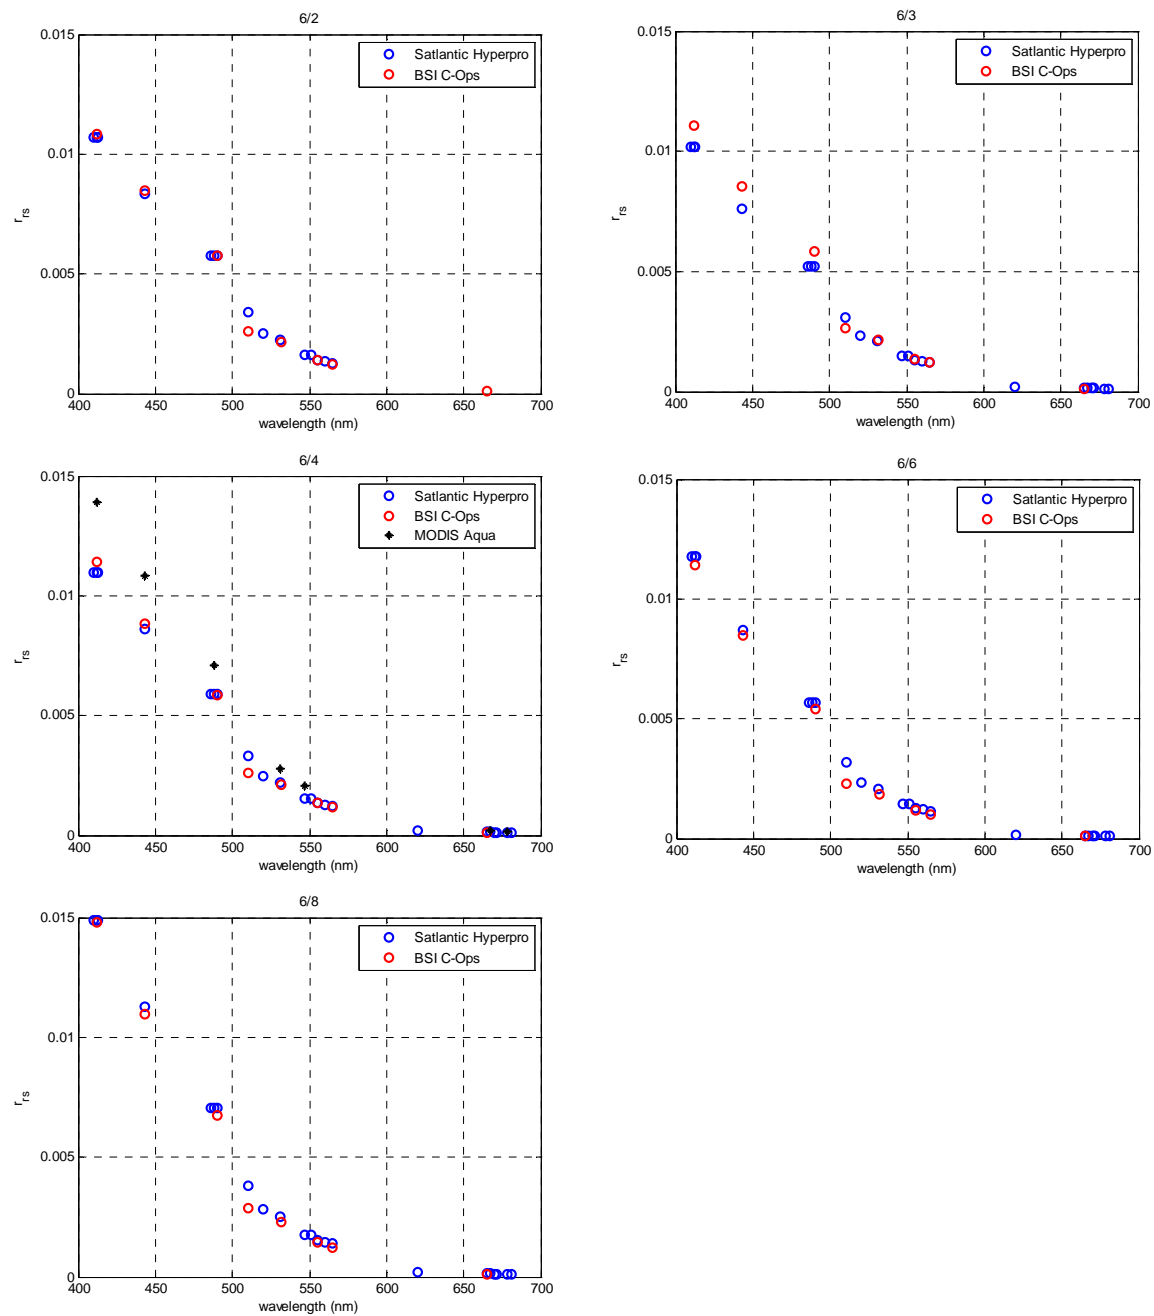 6/2
0.015
0.01
0.005
0
r_rs
400 450 500 550 600 650 700
wavelength (nm)
Satlantic Hyperpro
BSI C-Ops
6/3
0.015
0.01
0.005
0
r_rs
400 450 500 550 600 650 700
wavelength (nm)
Satlantic Hyperpro
BSI C-Ops
6/4
0.015
0.01
0.005
0
r_rs
400 450 500 550 600 650 700
wavelength (nm)
Satlantic Hyperpro
BSI C-Ops
MODIS Aqua
6/6
0.015
0.01
0.005
0
r_rs
400 450 500 550 600 650 700
wavelength (nm)
Satlantic Hyperpro
BSI C-Ops
6/8
0.015
0.01
0.005
0
r_rs
400 450 500 550 600 650 700
wavelength (nm)
Satlantic Hyperpro
BSI C-Ops